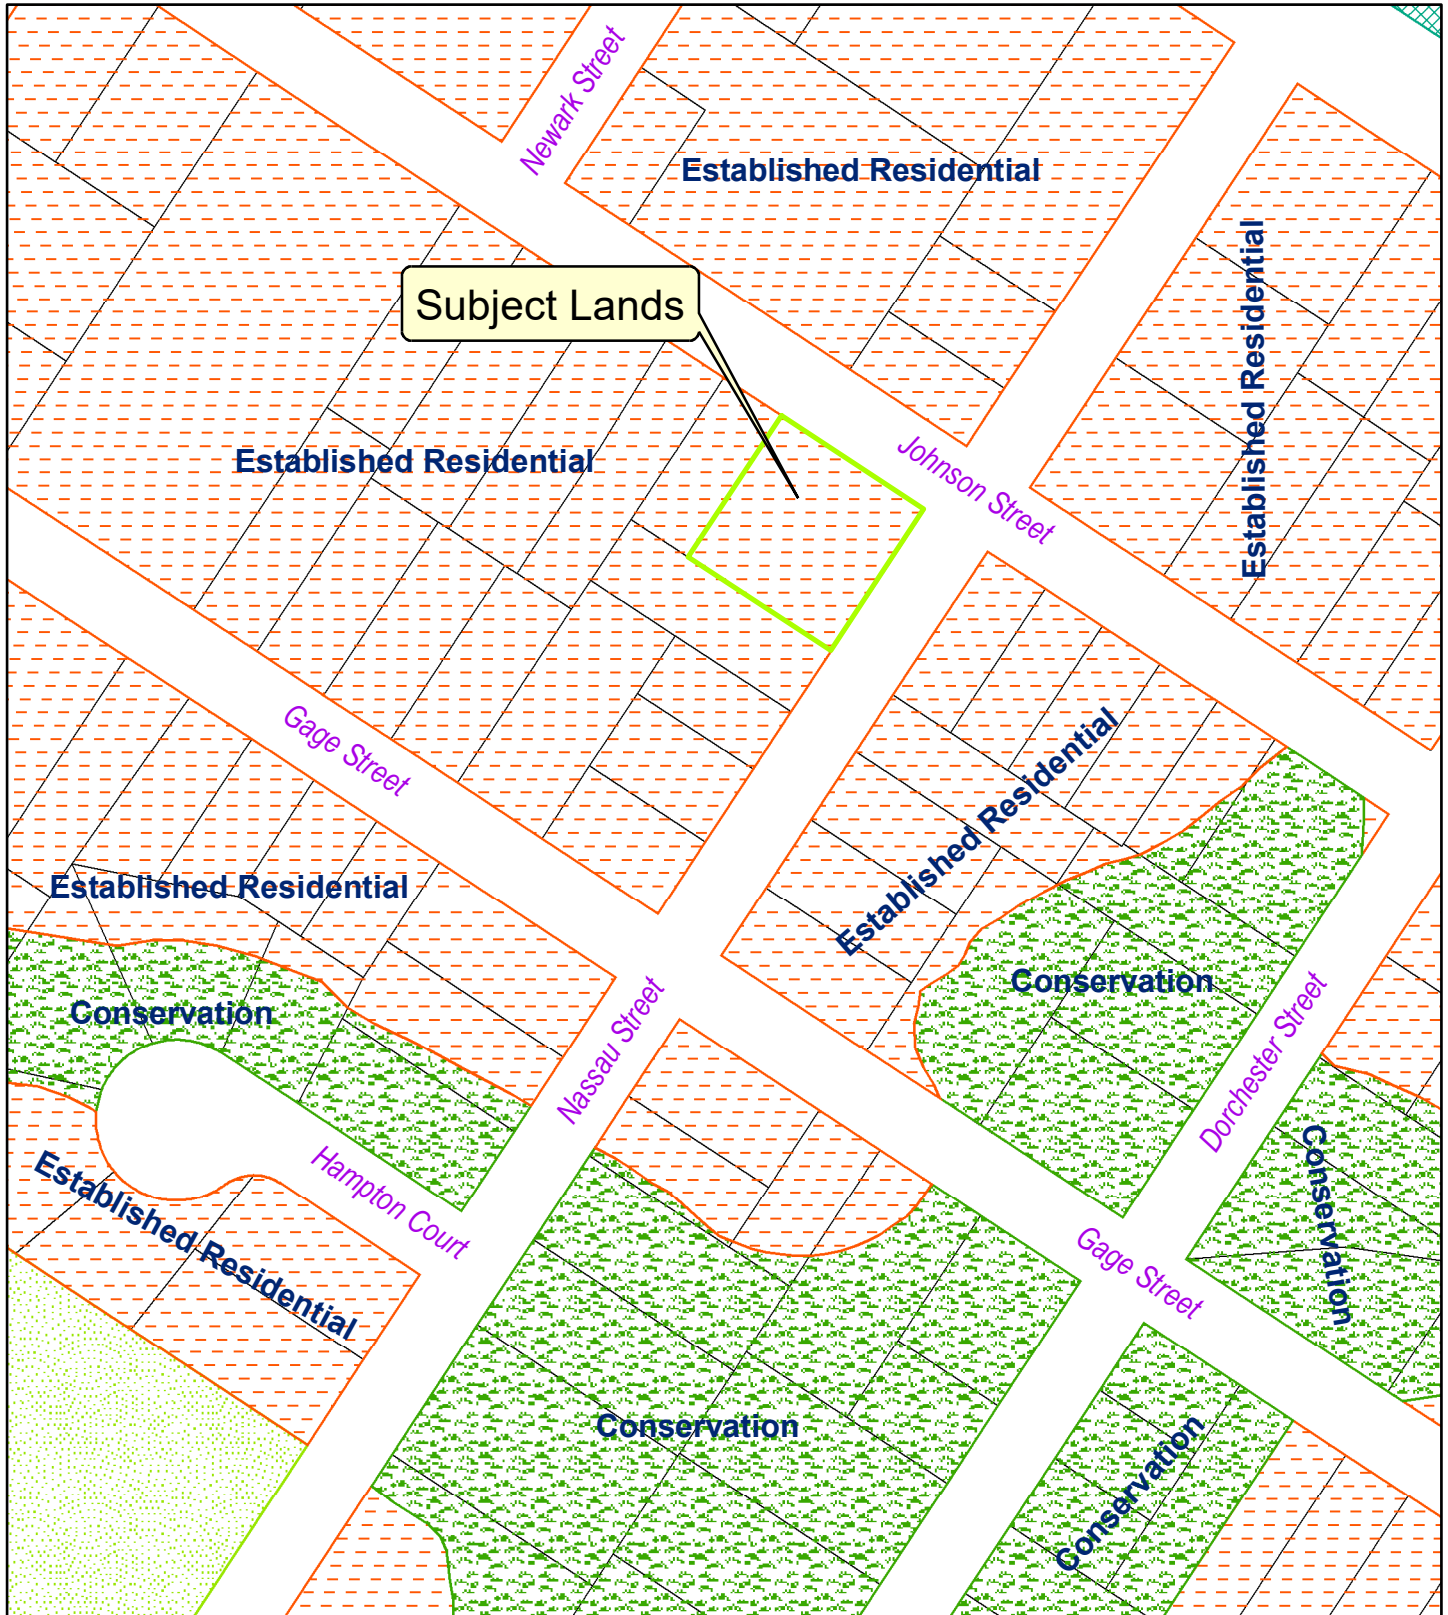 Newark Street
Established Residential
Established Residential
Subject Lands
Johnson Street
Established Residential
Gage Street
Established Residential
Established Residential
Conservation
Conservation
Nassau Street
Dorchester Street
Hampton Court
Established Residential
Conservation
Gage Street
Conservation
Conservation